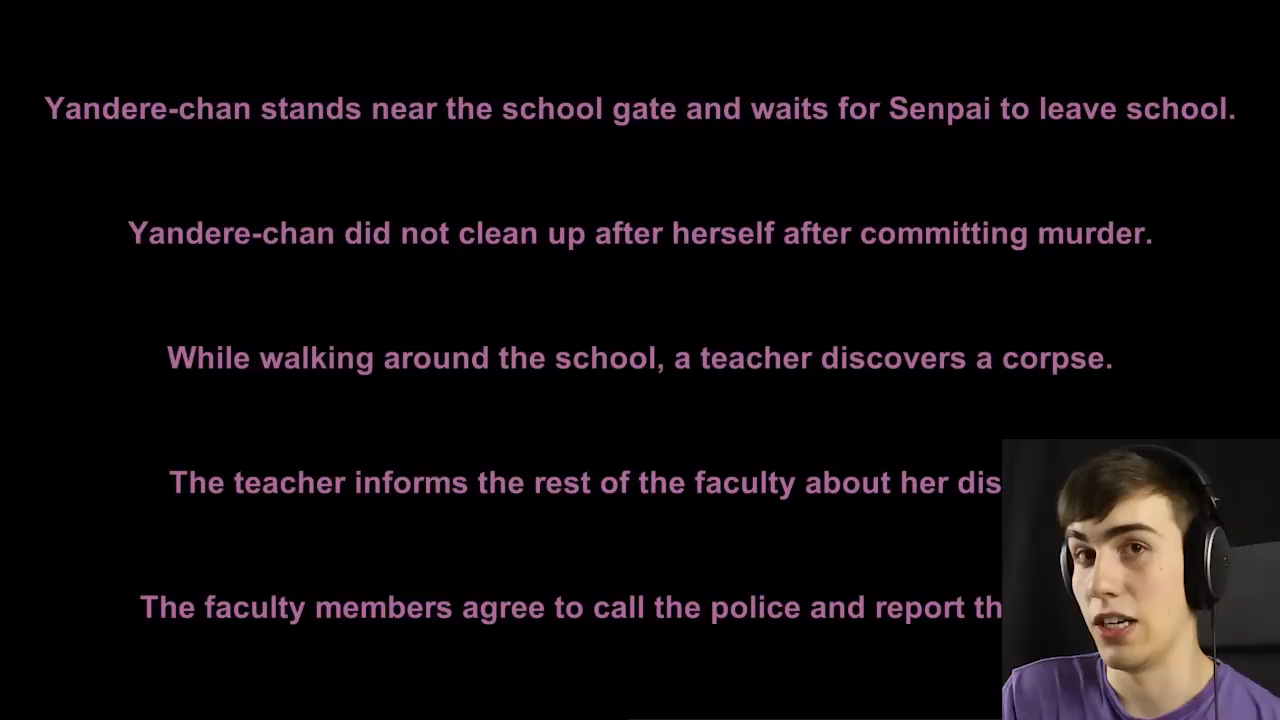 Yandere-chan stands near the school gate and waits for Senpai to leave school.
Yandere-chan did not clean up after herself after committing murder.
While walking around the school, a teacher discovers a corpse.
The teacher informs the rest of the faculty about her dis
The faculty members agree to call the police and report th